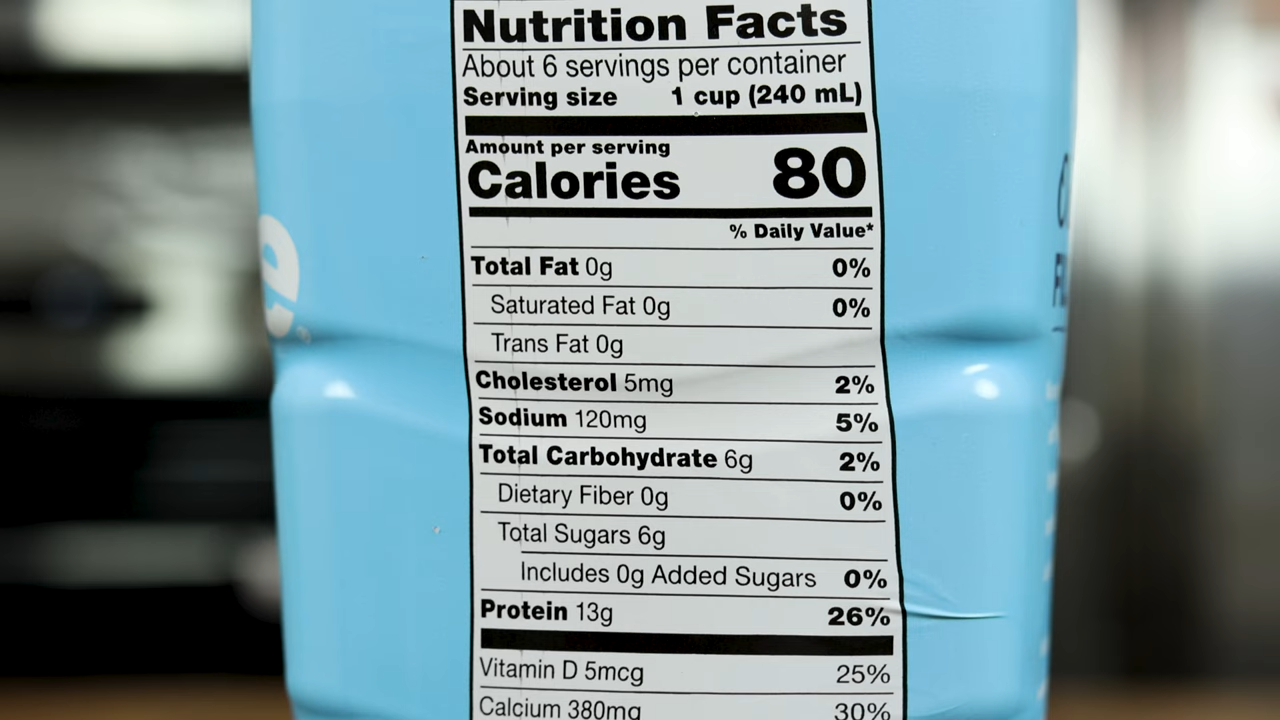 Nutrition Facts
About 6 servings per container
Serving size 1 cup (240 mL)
Amount per serving
Calories 80
% Daily Value*
Total Fat 0g 0%
Saturated Fat 0g 0%
Trans Fat 0g
Cholesterol 5mg 2%
Sodium 120mg 5%
Total Carbohydrate 6g 2%
Dietary Fiber 0g 0%
Total Sugars 6g
Includes 0g Added Sugars 0%
Protein 13g 26%
Vitamin D 5mcg 25%
Calcium 380mg 30%
e